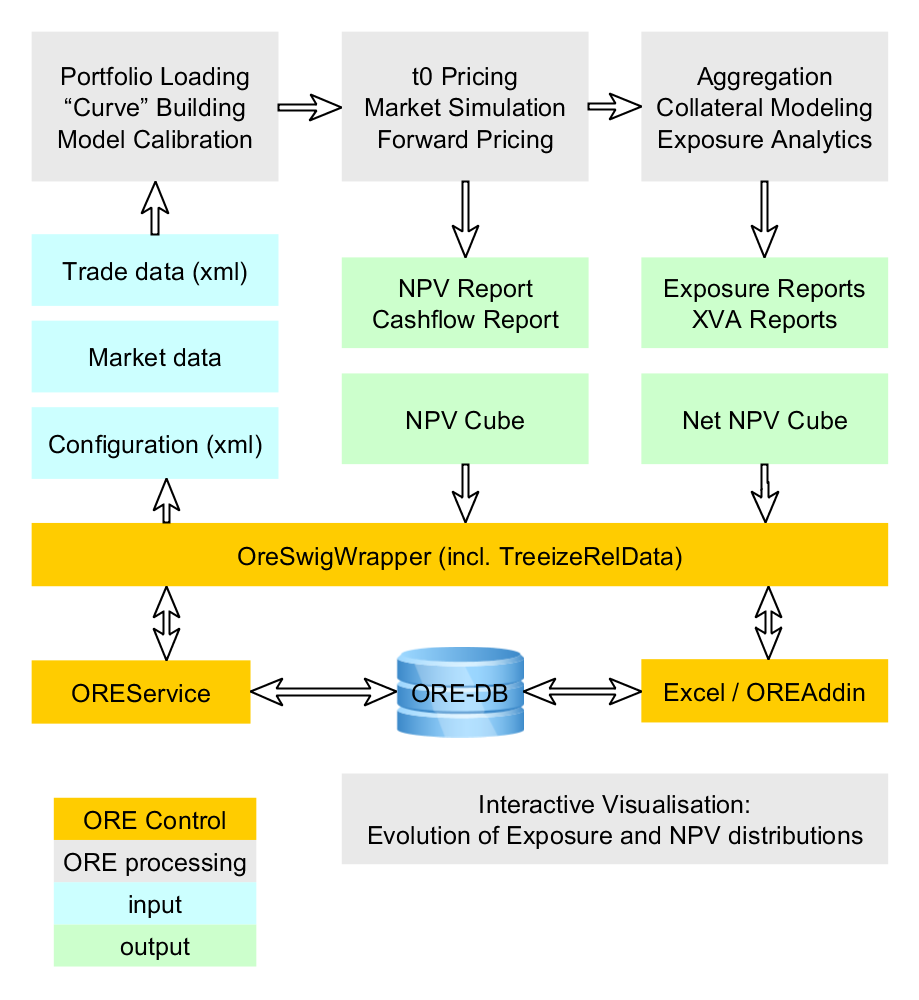 Portfolio Loading
“Curve” Building
Model Calibration
t0 Pricing
Market Simulation
Forward Pricing
Aggregation
Collateral Modeling
Exposure Analytics
Trade data (xml)
Market data
Configuration (xml)
NPV Report
Cashflow Report
NPV Cube
Exposure Reports
XVA Reports
Net NPV Cube
OreSwigWrapper (incl. TreeizeRelData)
OREService
ORE-DB
Excel / OREAddin
Interactive Visualisation:
Evolution of Exposure and NPV distributions
ORE Control
ORE processing
input
output